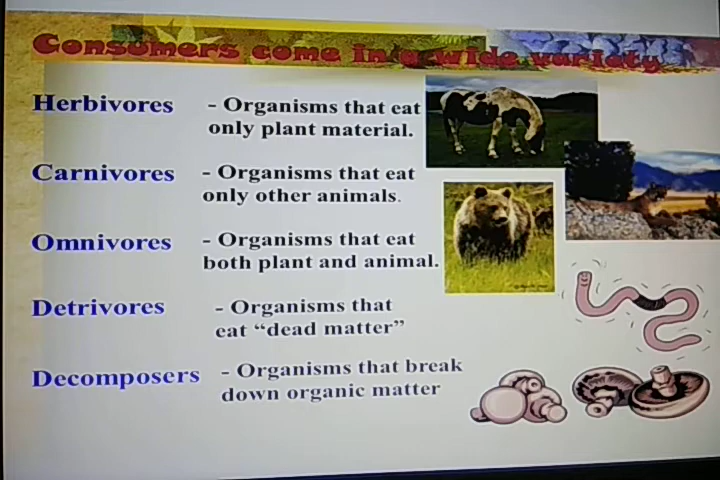 Consumers come in a wide variety
Herbivores - Organisms that eat
only plant material.
Carnivores - Organisms that eat
only other animals.
Omnivores - Organisms that eat
both plant and animal.
Detrivores - Organisms that
eat “dead matter”
Decomposers - Organisms that break
down organic matter